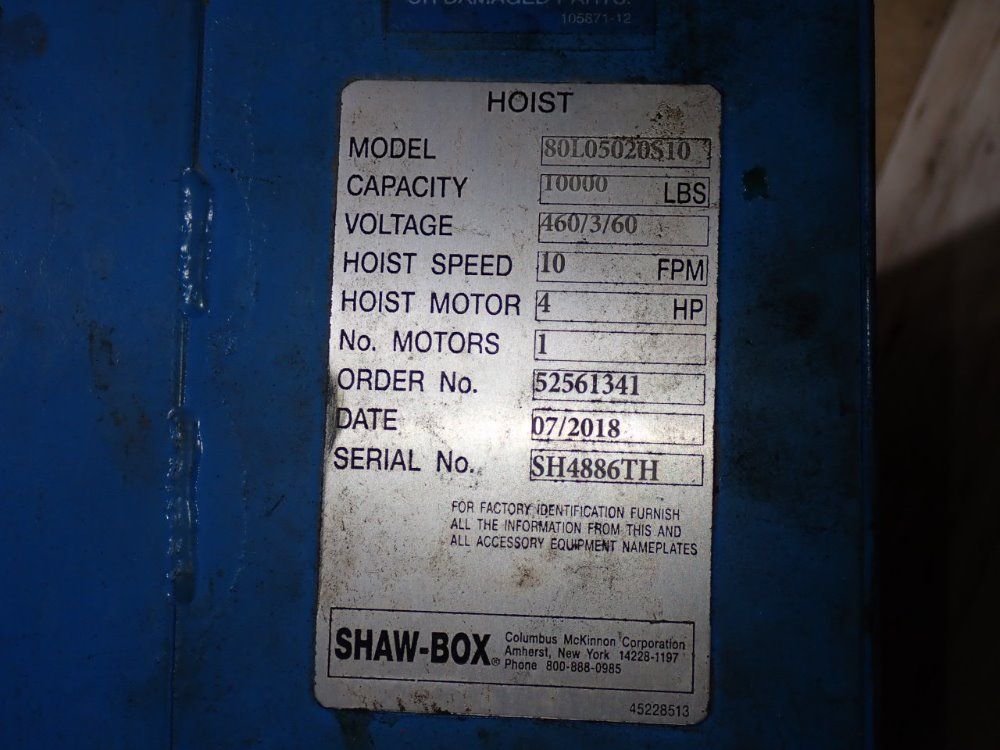 OR DAMAGED PARTS.
105871-12
HOIST
MODEL 80L05020S10
CAPACITY 10000 LBS
VOLTAGE 460/3/60
HOIST SPEED 10 FPM
HOIST MOTOR 4 HP
No. MOTORS 1
ORDER No. 52561341
DATE 07/2018
SERIAL No. SH4886TH
FOR FACTORY IDENTIFICATION FURNISH
ALL THE INFORMATION FROM THIS AND
ALL ACCESSORY EQUIPMENT NAMEPLATES
SHAW-BOX®
Columbus McKinnon Corporation
Amherst, New York 14228-1197
Phone 800-888-0985
45228513